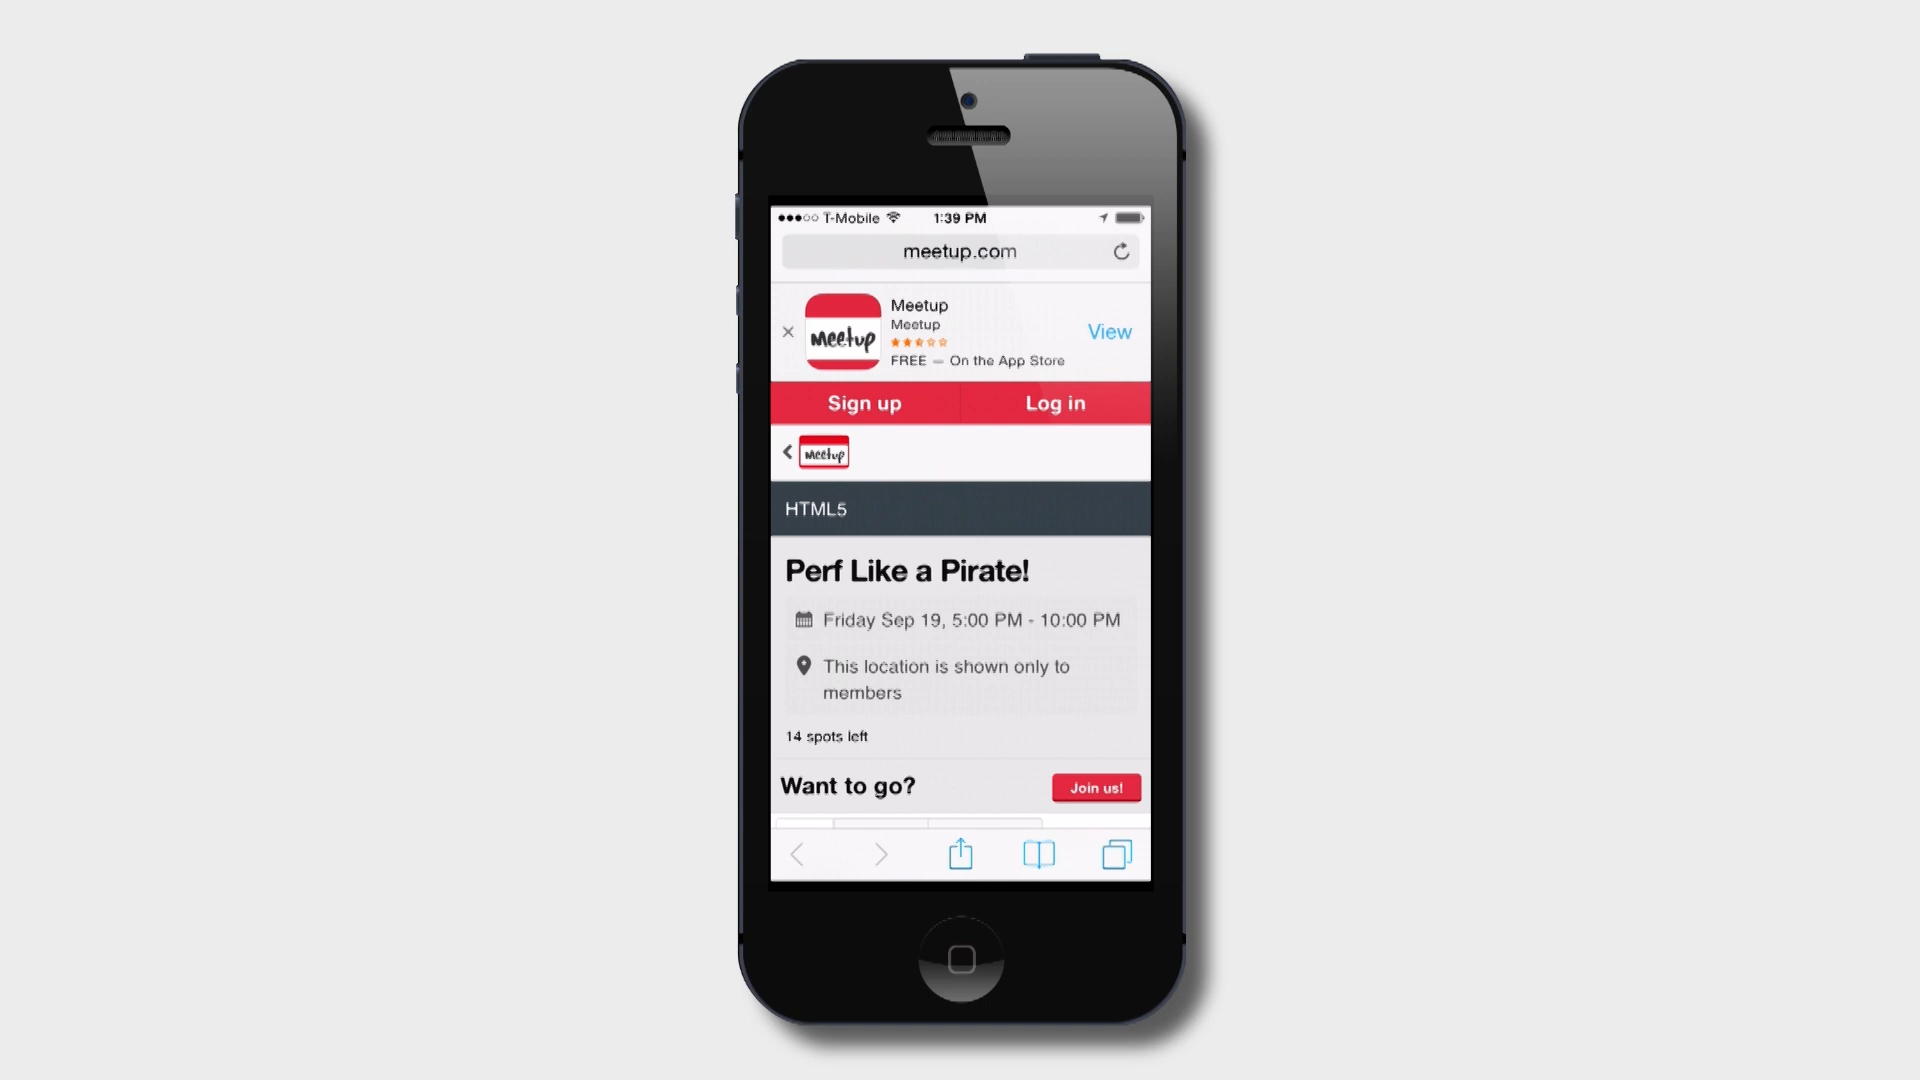 T-Mobile 1:39 PM
meetup.com
Meetup
Meetup
Meetup
FREE — On the App Store
View
Sign up Log in
Meetup
HTML5
Perf Like a Pirate!
Friday Sep 19, 5:00 PM - 10:00 PM
This location is shown only to
members
14 spots left
Want to go?
Join us!